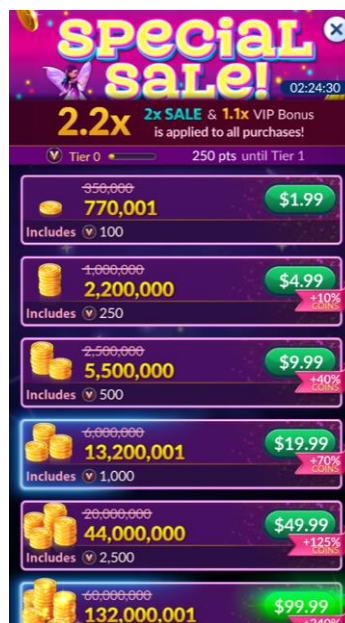 SPECIAL
SALE!
02:24:30
2.2x 2x SALE & 1.1x VIP Bonus
is applied to all purchases!
V Tier 0 250 pts until Tier 1
350,000
770,001
$1.99
Includes V 100
1,000,000
2,200,000
$4.99
+10%
COINS
Includes V 250
2,500,000
5,500,000
$9.99
+40%
COINS
Includes V 500
6,000,000
13,200,001
$19.99
+70%
COINS
Includes V 1,000
20,000,000
44,000,000
$49.99
+125%
COINS
Includes V 2,500
60,000,000
132,000,001
$99.99
+240%